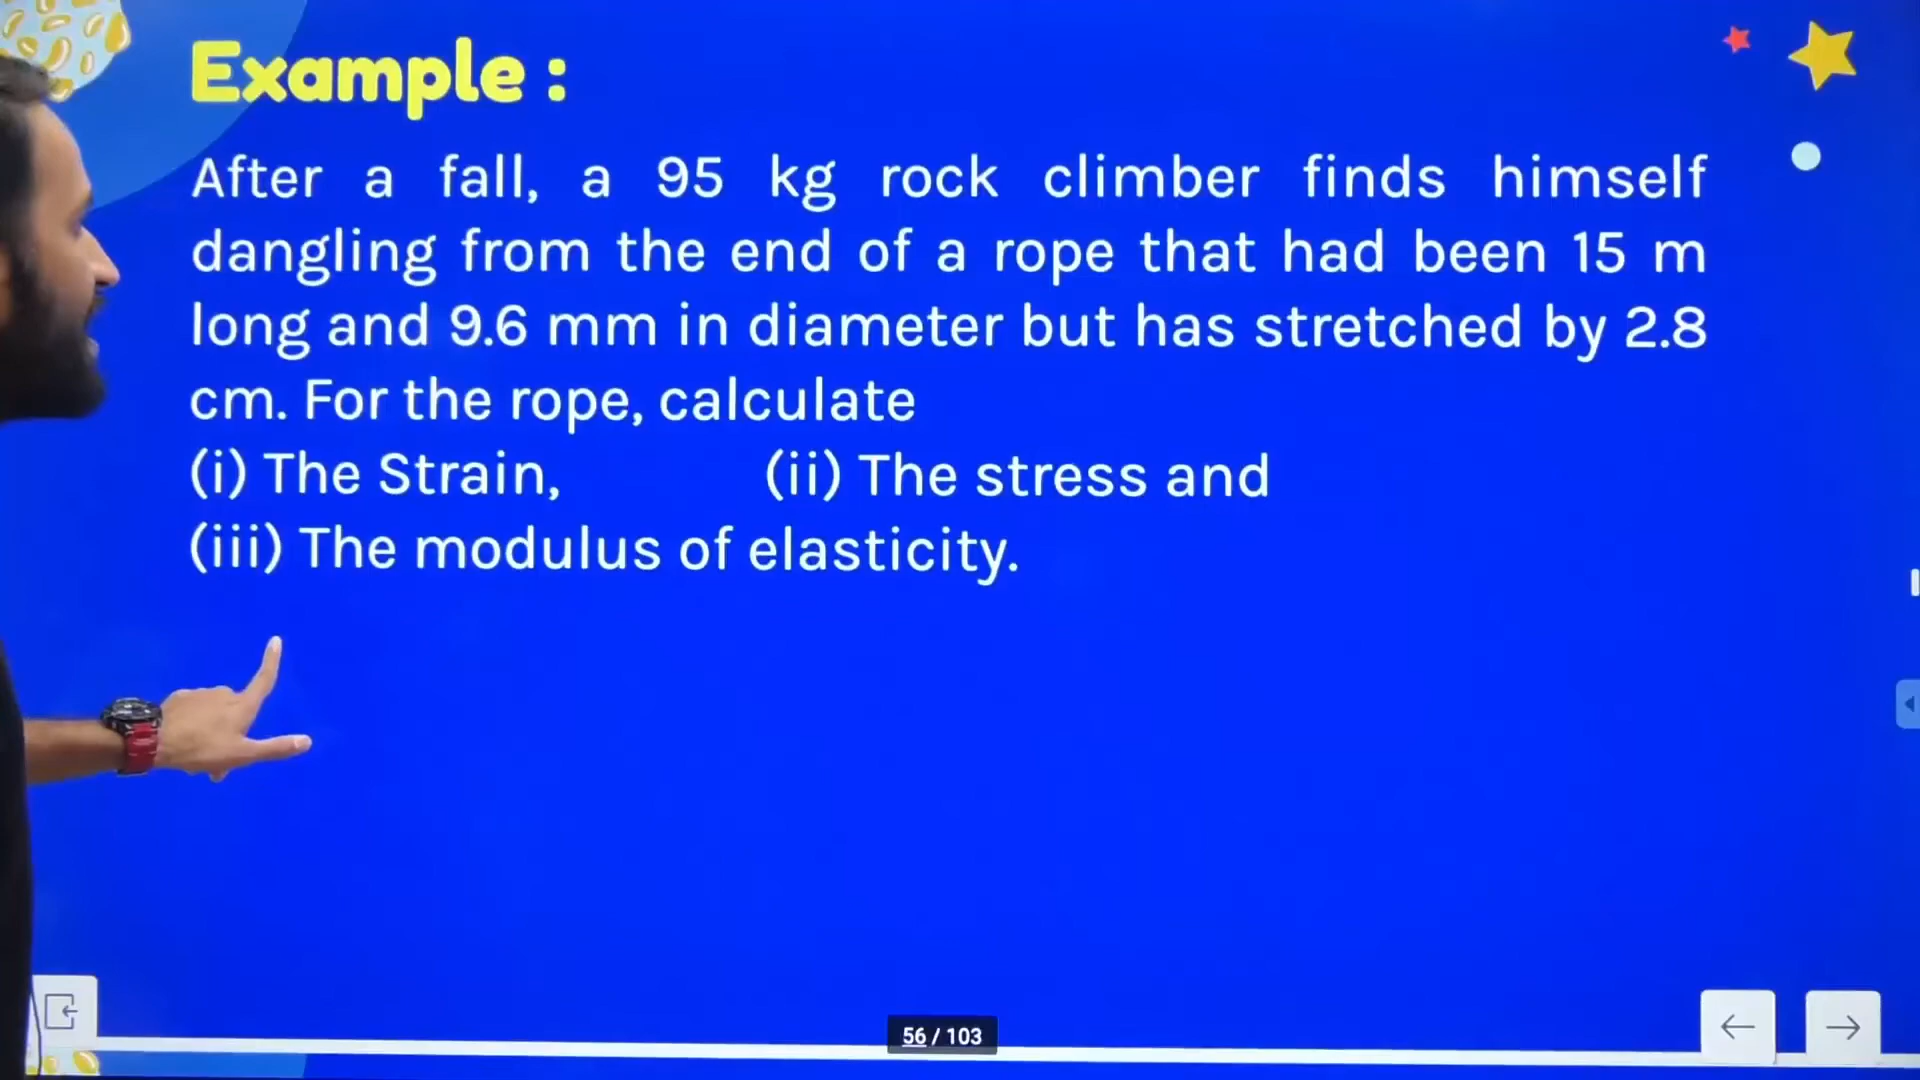 Example :
After a fall, a 95 kg rock climber finds himself
dangling from the end of a rope that had been 15 m
long and 9.6 mm in diameter but has stretched by 2.8
cm. For the rope, calculate
(i) The Strain, (ii) The stress and
(iii) The modulus of elasticity.
56 / 103